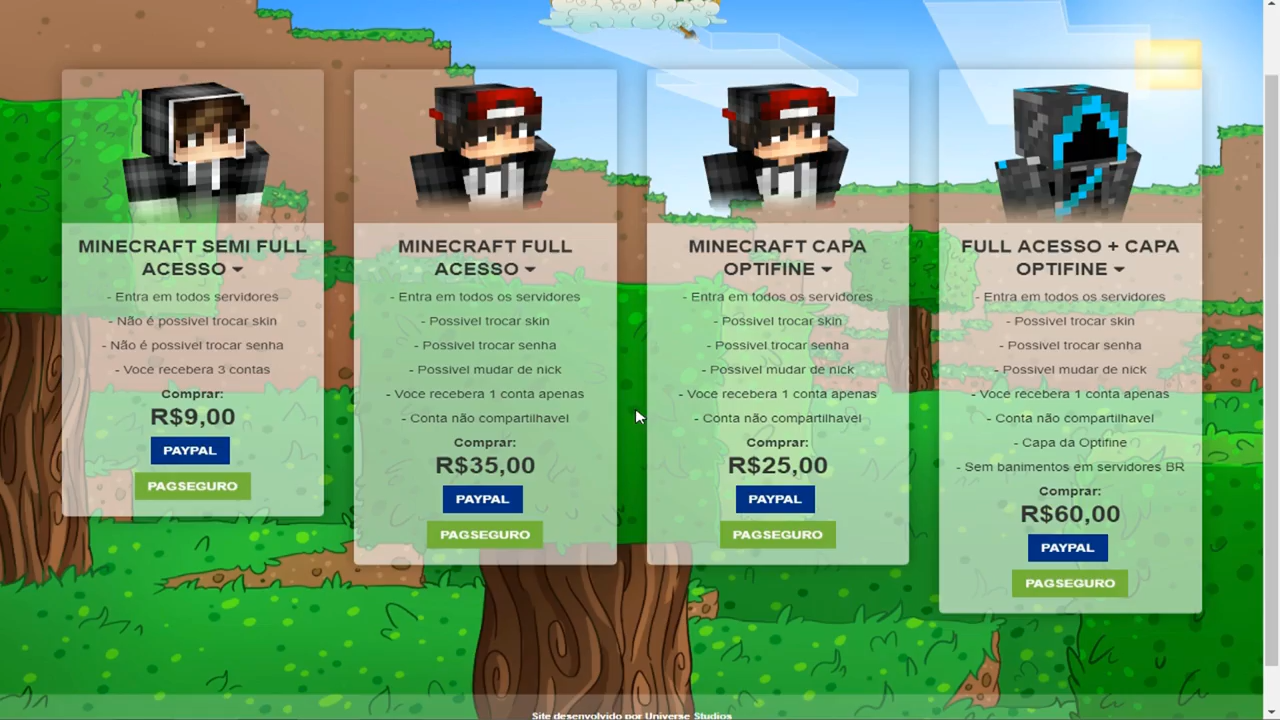 MINECRAFT SEMI FULL
ACESSO
- Entra em todos servidores
- Não é possivel trocar skin
- Não é possivel trocar senha
- Voce recebera 3 contas
Comprar:
R$9,00
PAYPAL
PAGSEGURO
MINECRAFT FULL
ACESSO
- Entra em todos os servidores
- Possivel trocar skin
- Possivel trocar senha
- Possivel mudar de nick
- Voce recebera 1 conta apenas
- Conta não compartilhavel
Comprar:
R$35,00
PAYPAL
PAGSEGURO
MINECRAFT CAPA
OPTIFINE
- Entra em todos os servidores
- Possivel trocar skin
- Possivel trocar senha
- Possivel mudar de nick
- Voce recebera 1 conta apenas
- Conta não compartilhavel
Comprar:
R$25,00
PAYPAL
PAGSEGURO
FULL ACESSO + CAPA
OPTIFINE
- Entra em todos os servidores
- Possivel trocar skin
- Possivel trocar senha
- Possivel mudar de nick
- Voce recebera 1 conta apenas
- Conta não compartilhavel
- Capa da Optifine
- Sem banimentos em servidores BR
Comprar:
R$60,00
PAYPAL
PAGSEGURO
Site desenvolvido por Universe Studios